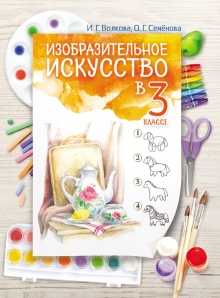 И. Г. Волкова, О. Г. Семёнова
ИЗОБРАЗИТЕЛЬНОЕ
ИСКУССТВО
В 3
КЛАССЕ
1
2
3
4